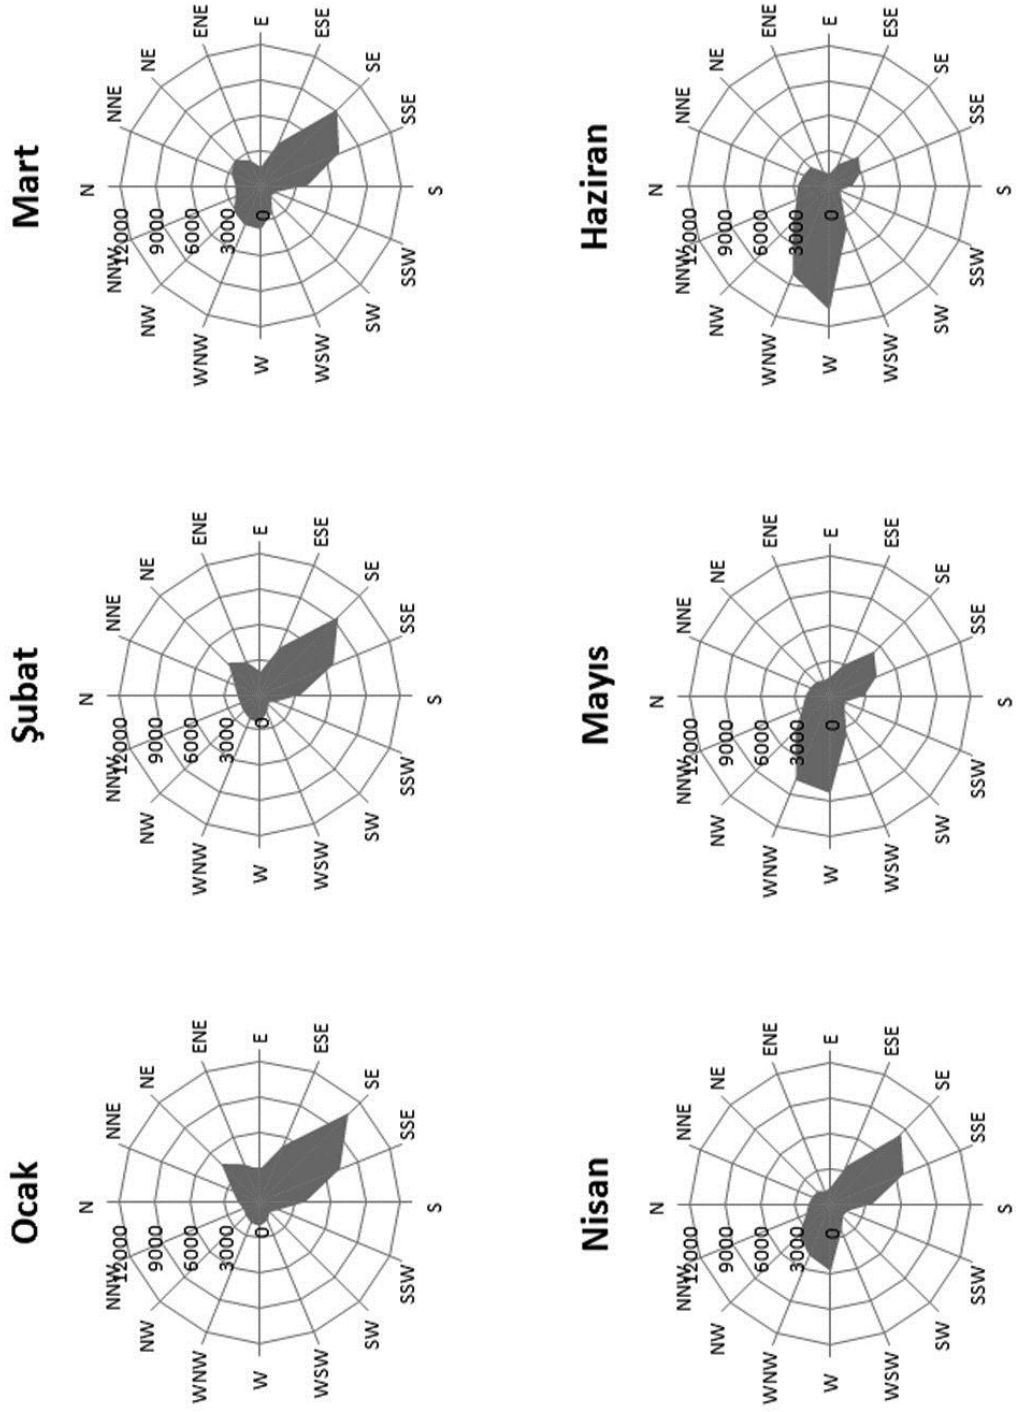 Ocak
N
NNW 12000 NNE
NW 9000 NE
WNW 6000 ENE
3000
W 0 E
WSW ESE
SW SE
SSW SSE
S
Şubat
N
NNW 12000 NNE
NW 9000 NE
WNW 6000 ENE
3000
W 0 E
WSW ESE
SW SE
SSW SSE
S
Mart
N
NNW 12000 NNE
NW 9000 NE
WNW 6000 ENE
3000
W 0 E
WSW ESE
SW SE
SSW SSE
S
Nisan
N
NNW 12000 NNE
NW 9000 NE
WNW 6000 ENE
3000
W 0 E
WSW ESE
SW SE
SSW SSE
S
Mayıs
N
NNW 12000 NNE
NW 9000 NE
WNW 6000 ENE
3000
W 0 E
WSW ESE
SW SE
SSW SSE
S
Haziran
N
NNW 12000 NNE
NW 9000 NE
WNW 6000 ENE
3000
W 0 E
WSW ESE
SW SE
SSW SSE
S